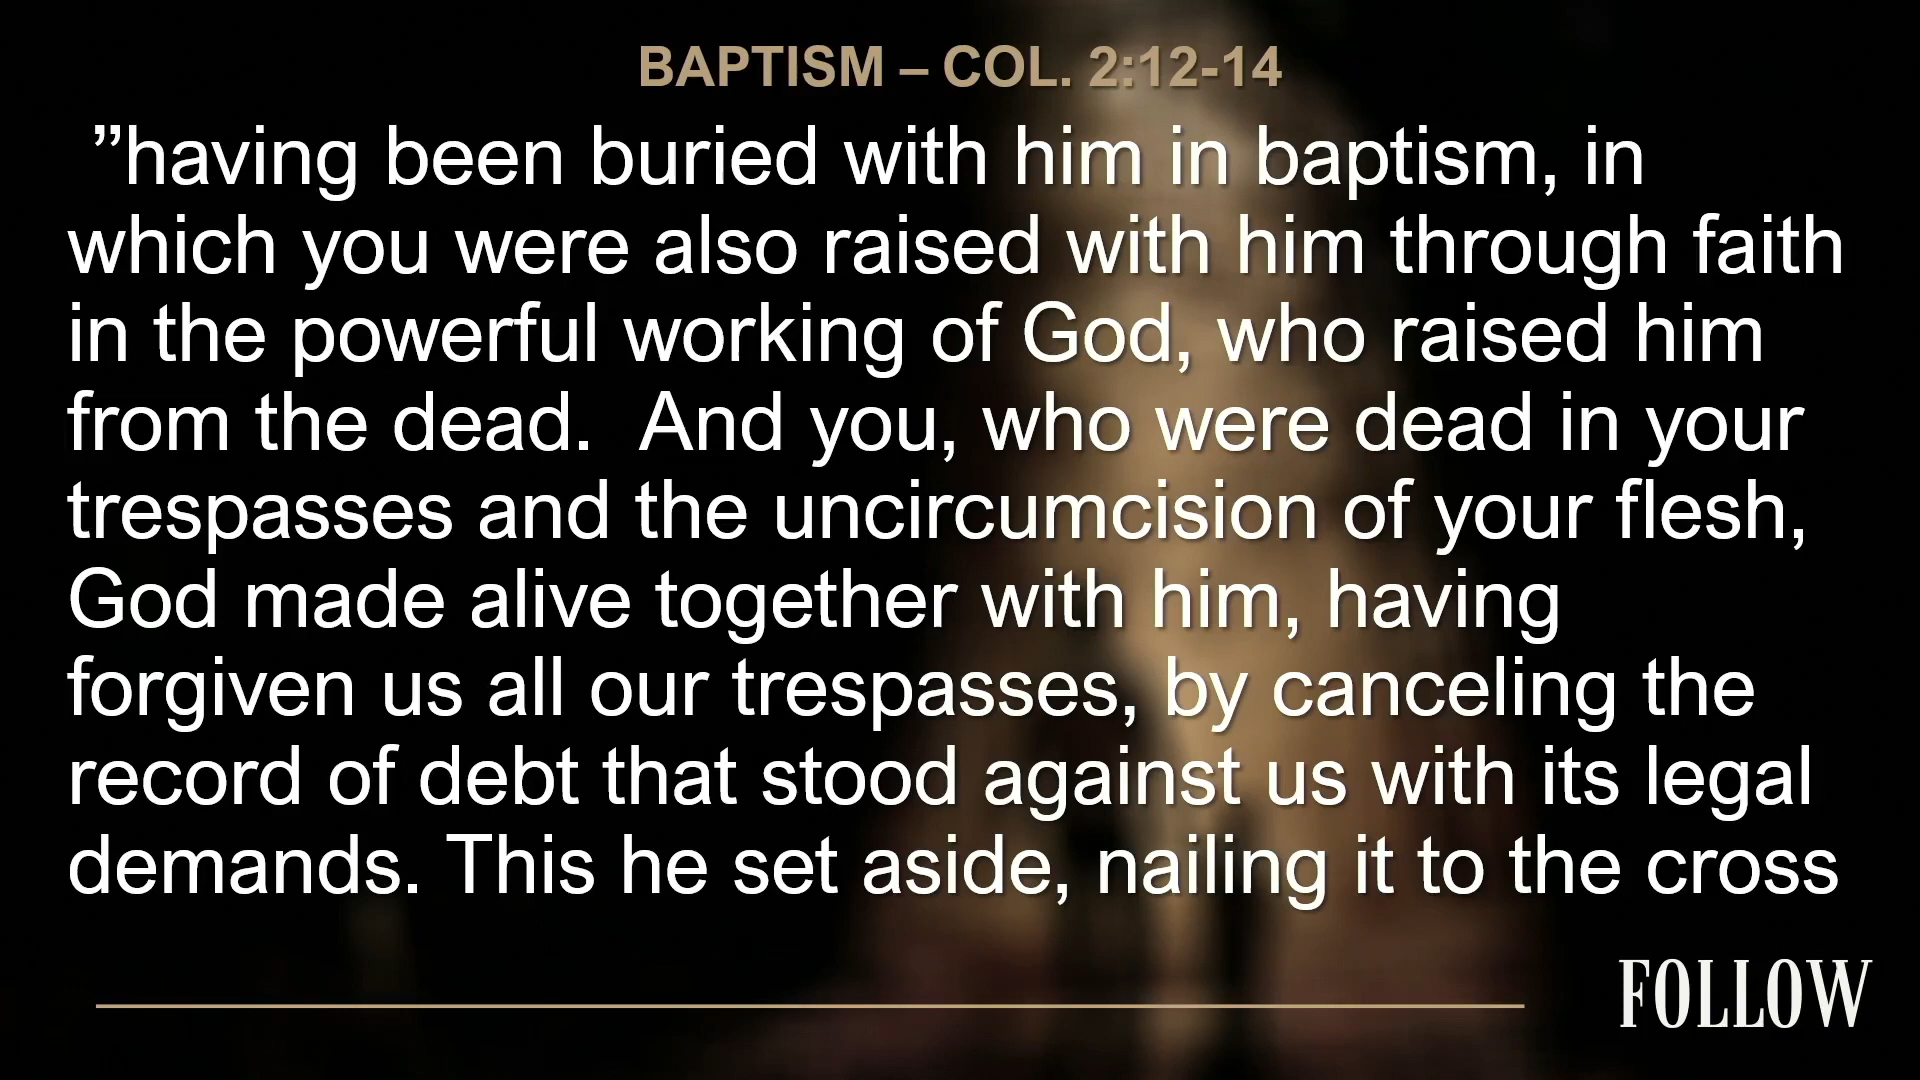 BAPTISM – COL. 2:12-14
”having been buried with him in baptism, in
which you were also raised with him through faith
in the powerful working of God, who raised him
from the dead.  And you, who were dead in your
trespasses and the uncircumcision of your flesh,
God made alive together with him, having
forgiven us all our trespasses, by canceling the
record of debt that stood against us with its legal
demands. This he set aside, nailing it to the cross
FOLLOW